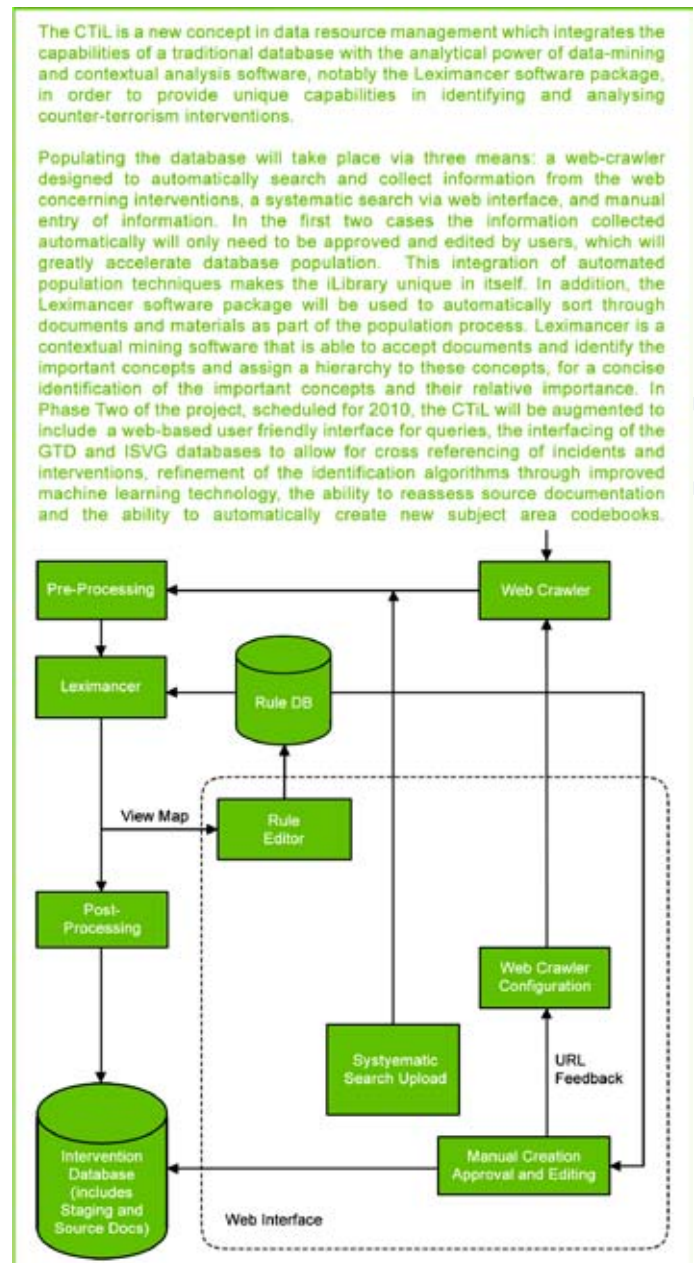 The CTiL is a new concept in data resource management which integrates the
capabilities of a traditional database with the analytical power of data-mining
and contextual analysis software, notably the Leximancer software package,
in order to provide unique capabilities in identifying and analysing
counter-terrorism interventions.
Populating the database will take place via three means: a web-crawler
designed to automatically search and collect information from the web
concerning interventions, a systematic search via web interface, and manual
entry of information. In the first two cases the information collected
automatically will only need to be approved and edited by users, which will
greatly accelerate database population. This integration of automated
population techniques makes the iLibrary unique in itself. In addition, the
Leximancer software package will be used to automatically sort through
documents and materials as part of the population process. Leximancer is a
contextual mining software that is able to accept documents and identify the
important concepts and assign a hierarchy to these concepts, for a concise
identification of the important concepts and their relative importance. In
Phase Two of the project, scheduled for 2010, the CTiL will be augmented to
include a web-based user friendly interface for queries, the interfacing of the
GTD and ISVG databases to allow for cross referencing of incidents and
interventions, refinement of the identification algorithms through improved
machine learning technology, the ability to reassess source documentation
and the ability to automatically create new subject area codebooks.
Pre-Processing
Web Crawler
Leximancer
Rule DB
View Map
Rule
Editor
Post-
Processing
Web Crawler
Configuration
Systyematic
Search Upload
URL
Feedback
Intervention
Database
(includes
Staging and
Source Docs)
Manual Creation
Approval and Editing
Web Interface